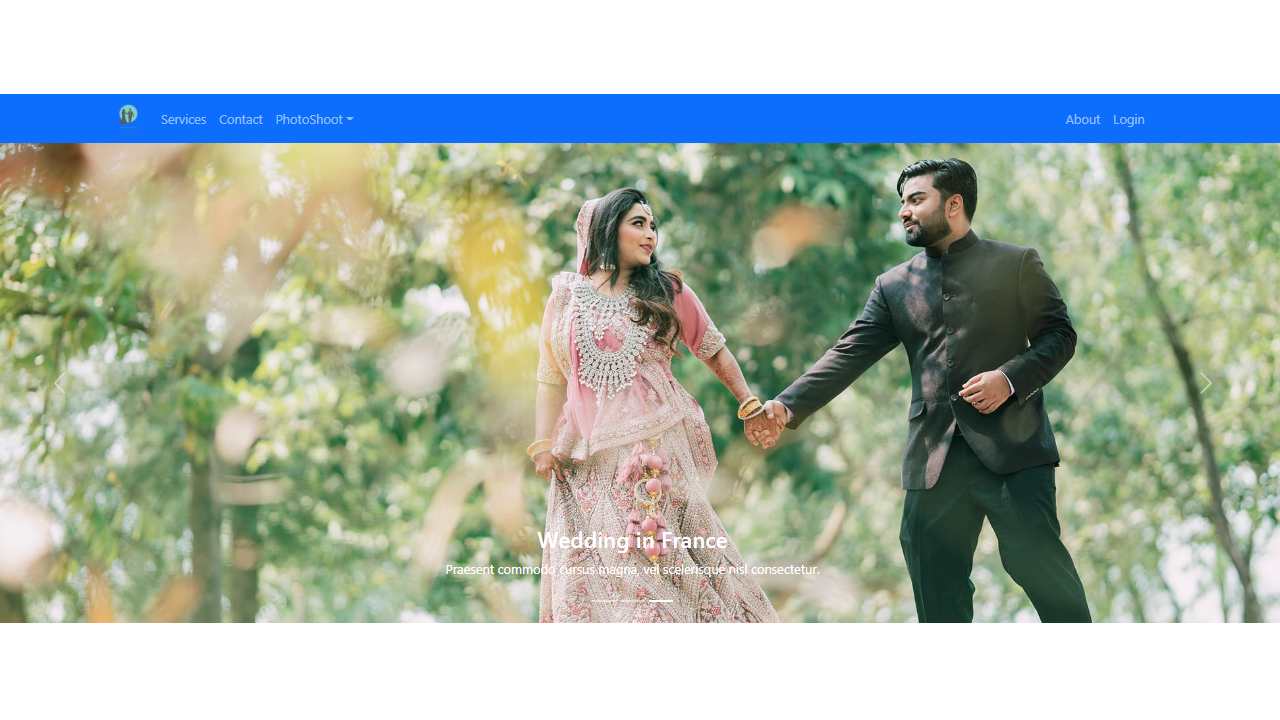 Services Contact PhotoShoot About Login
Wedding in France
Praesent commodo cursus magna, vel scelerisque nisl consectetur.